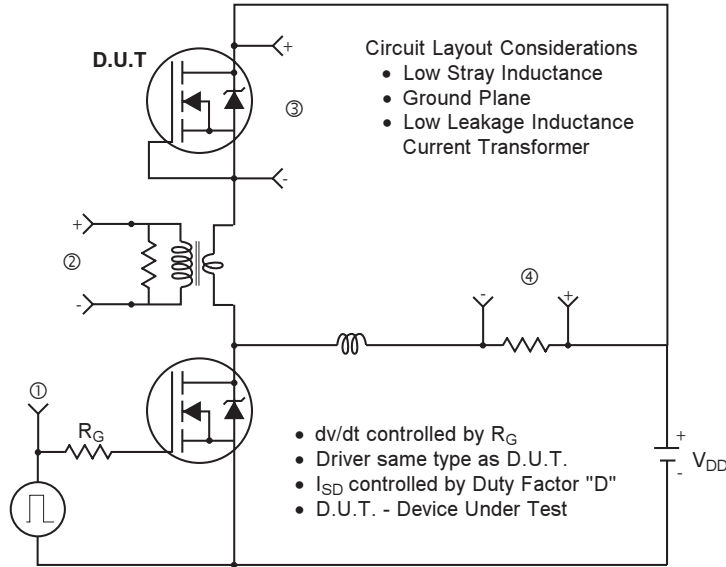 D.U.T
+
Circuit Layout Considerations
• Low Stray Inductance
• Ground Plane
• Low Leakage Inductance
Current Transformer
③
-
+
②
-
④
- +
①
R_G
• dv/dt controlled by R_G
• Driver same type as D.U.T.
• I_SD controlled by Duty Factor "D"
• D.U.T. - Device Under Test
+
V_DD
-